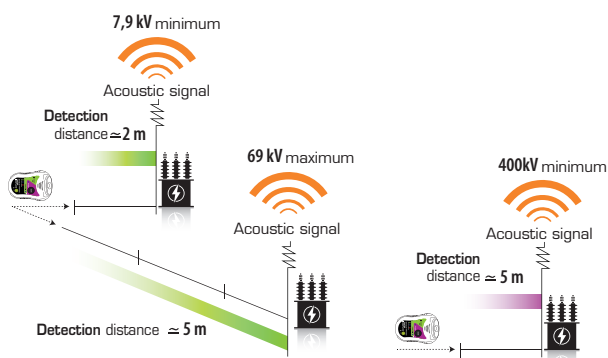 7,9 kV minimum
Acoustic signal
Detection
distance ≃ 2 m
69 kV maximum
Acoustic signal
Detection distance ≃ 5 m
400kV minimum
Acoustic signal
Detection
distance ≃ 5 m